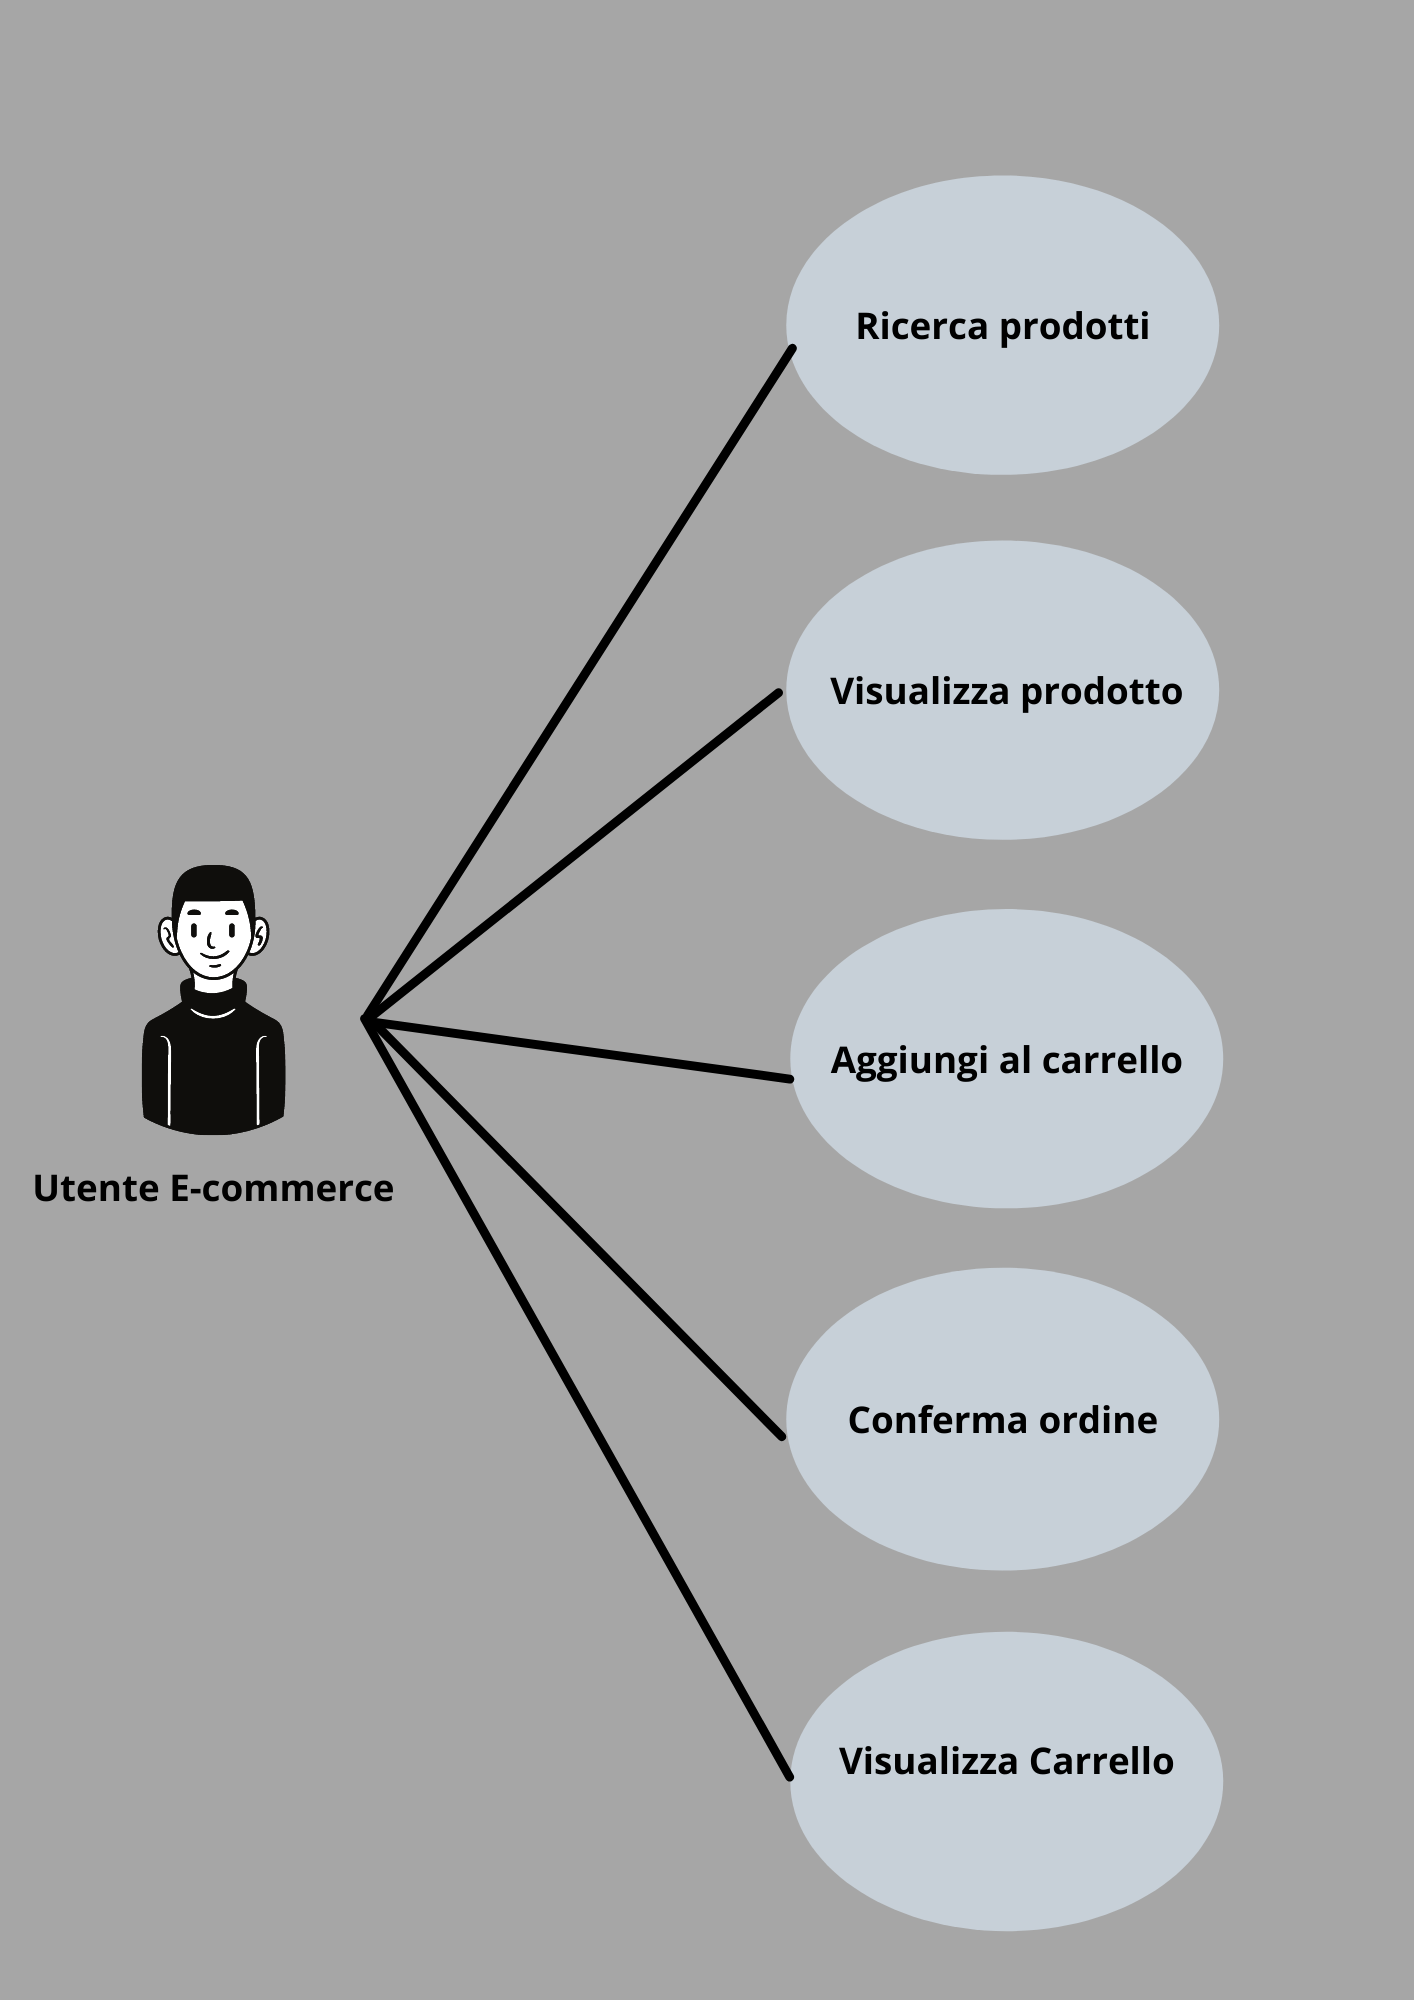 Ricerca prodotti
Visualizza prodotto
Aggiungi al carrello
Utente E-commerce
Conferma ordine
Visualizza Carrello